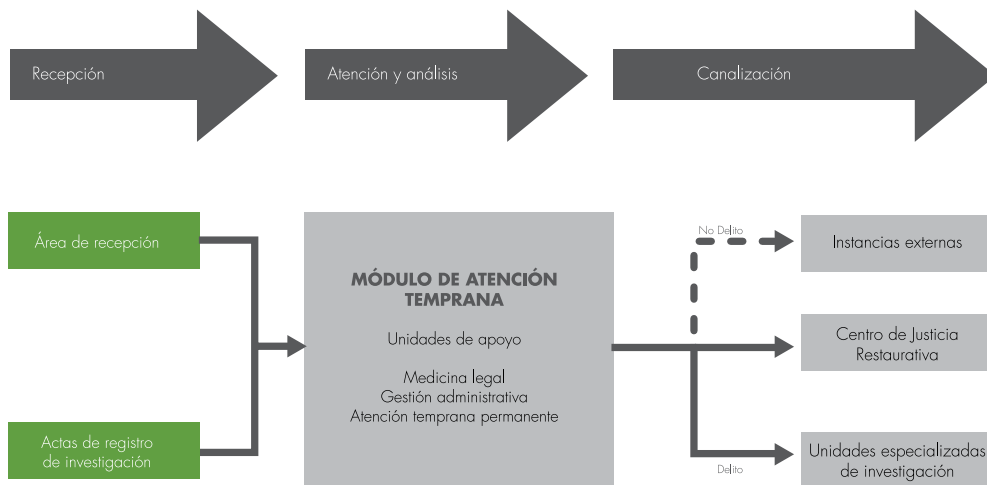 Recepción
Atención y análisis
Canalización
Área de recepción
Actas de registro
de investigación
MÓDULO DE ATENCIÓN
TEMPRANA
Unidades de apoyo
Medicina legal
Gestión administrativa
Atención temprana permanente
No Delito
Instancias externas
Centro de Justicia
Restaurativa
Delito
Unidades especializadas
de investigación